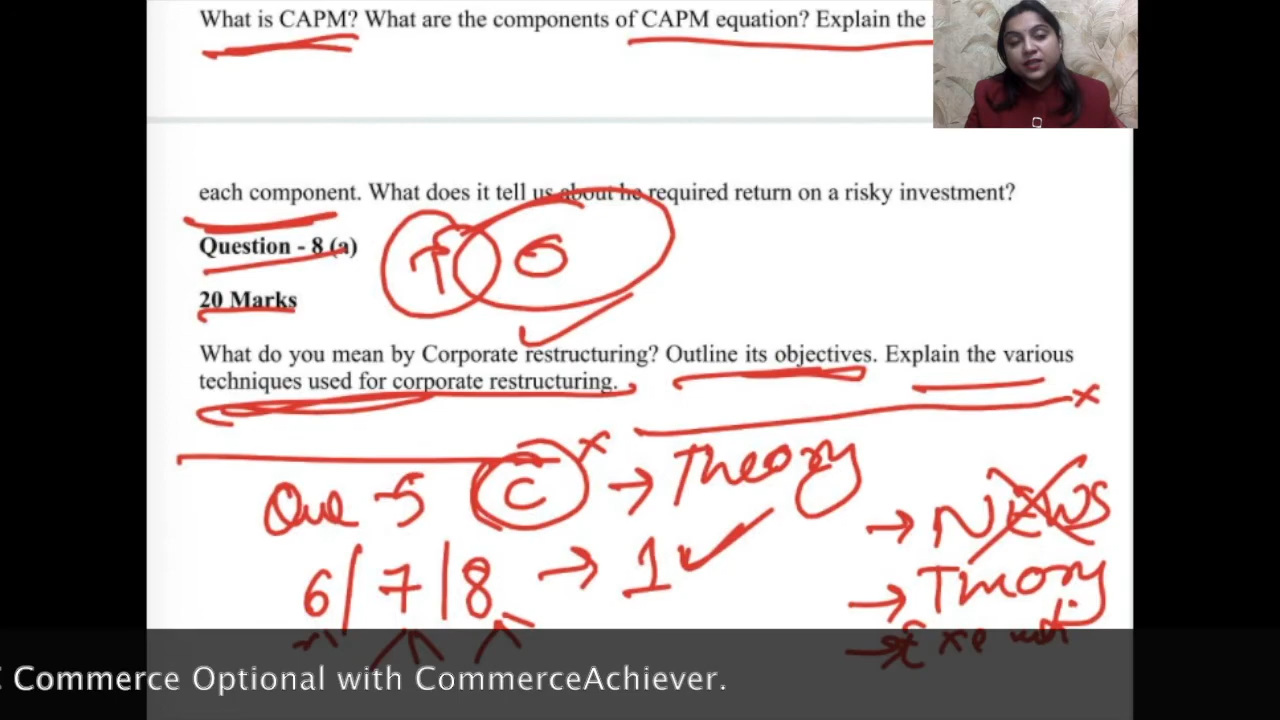 What is CAPM? What are the components of CAPM equation? Explain the
each component. What does it tell us about he required return on a risky investment?
Question - 8 (a)
T O
20 Marks
What do you mean by Corporate restructuring? Outline its objectives. Explain the various
techniques used for corporate restructuring.
Que - 5 C x → Theory
→ NEWS
6 / 7 / 8 → 1
→ Theory
Commerce Optional with CommerceAchiever.